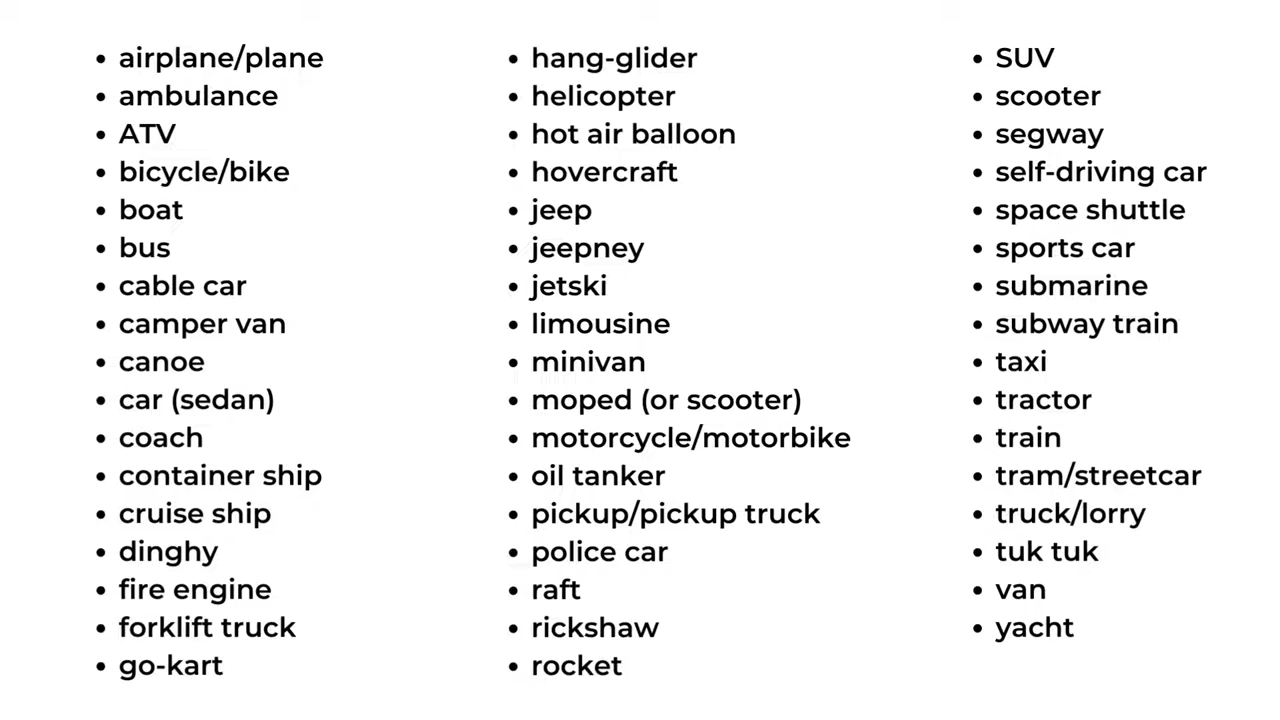 • airplane/plane
• ambulance
• ATV
• bicycle/bike
• boat
• bus
• cable car
• camper van
• canoe
• car (sedan)
• coach
• container ship
• cruise ship
• dinghy
• fire engine
• forklift truck
• go-kart
• hang-glider
• helicopter
• hot air balloon
• hovercraft
• jeep
• jeepney
• jetski
• limousine
• minivan
• moped (or scooter)
• motorcycle/motorbike
• oil tanker
• pickup/pickup truck
• police car
• raft
• rickshaw
• rocket
• SUV
• scooter
• segway
• self-driving car
• space shuttle
• sports car
• submarine
• subway train
• taxi
• tractor
• train
• tram/streetcar
• truck/lorry
• tuk tuk
• van
• yacht